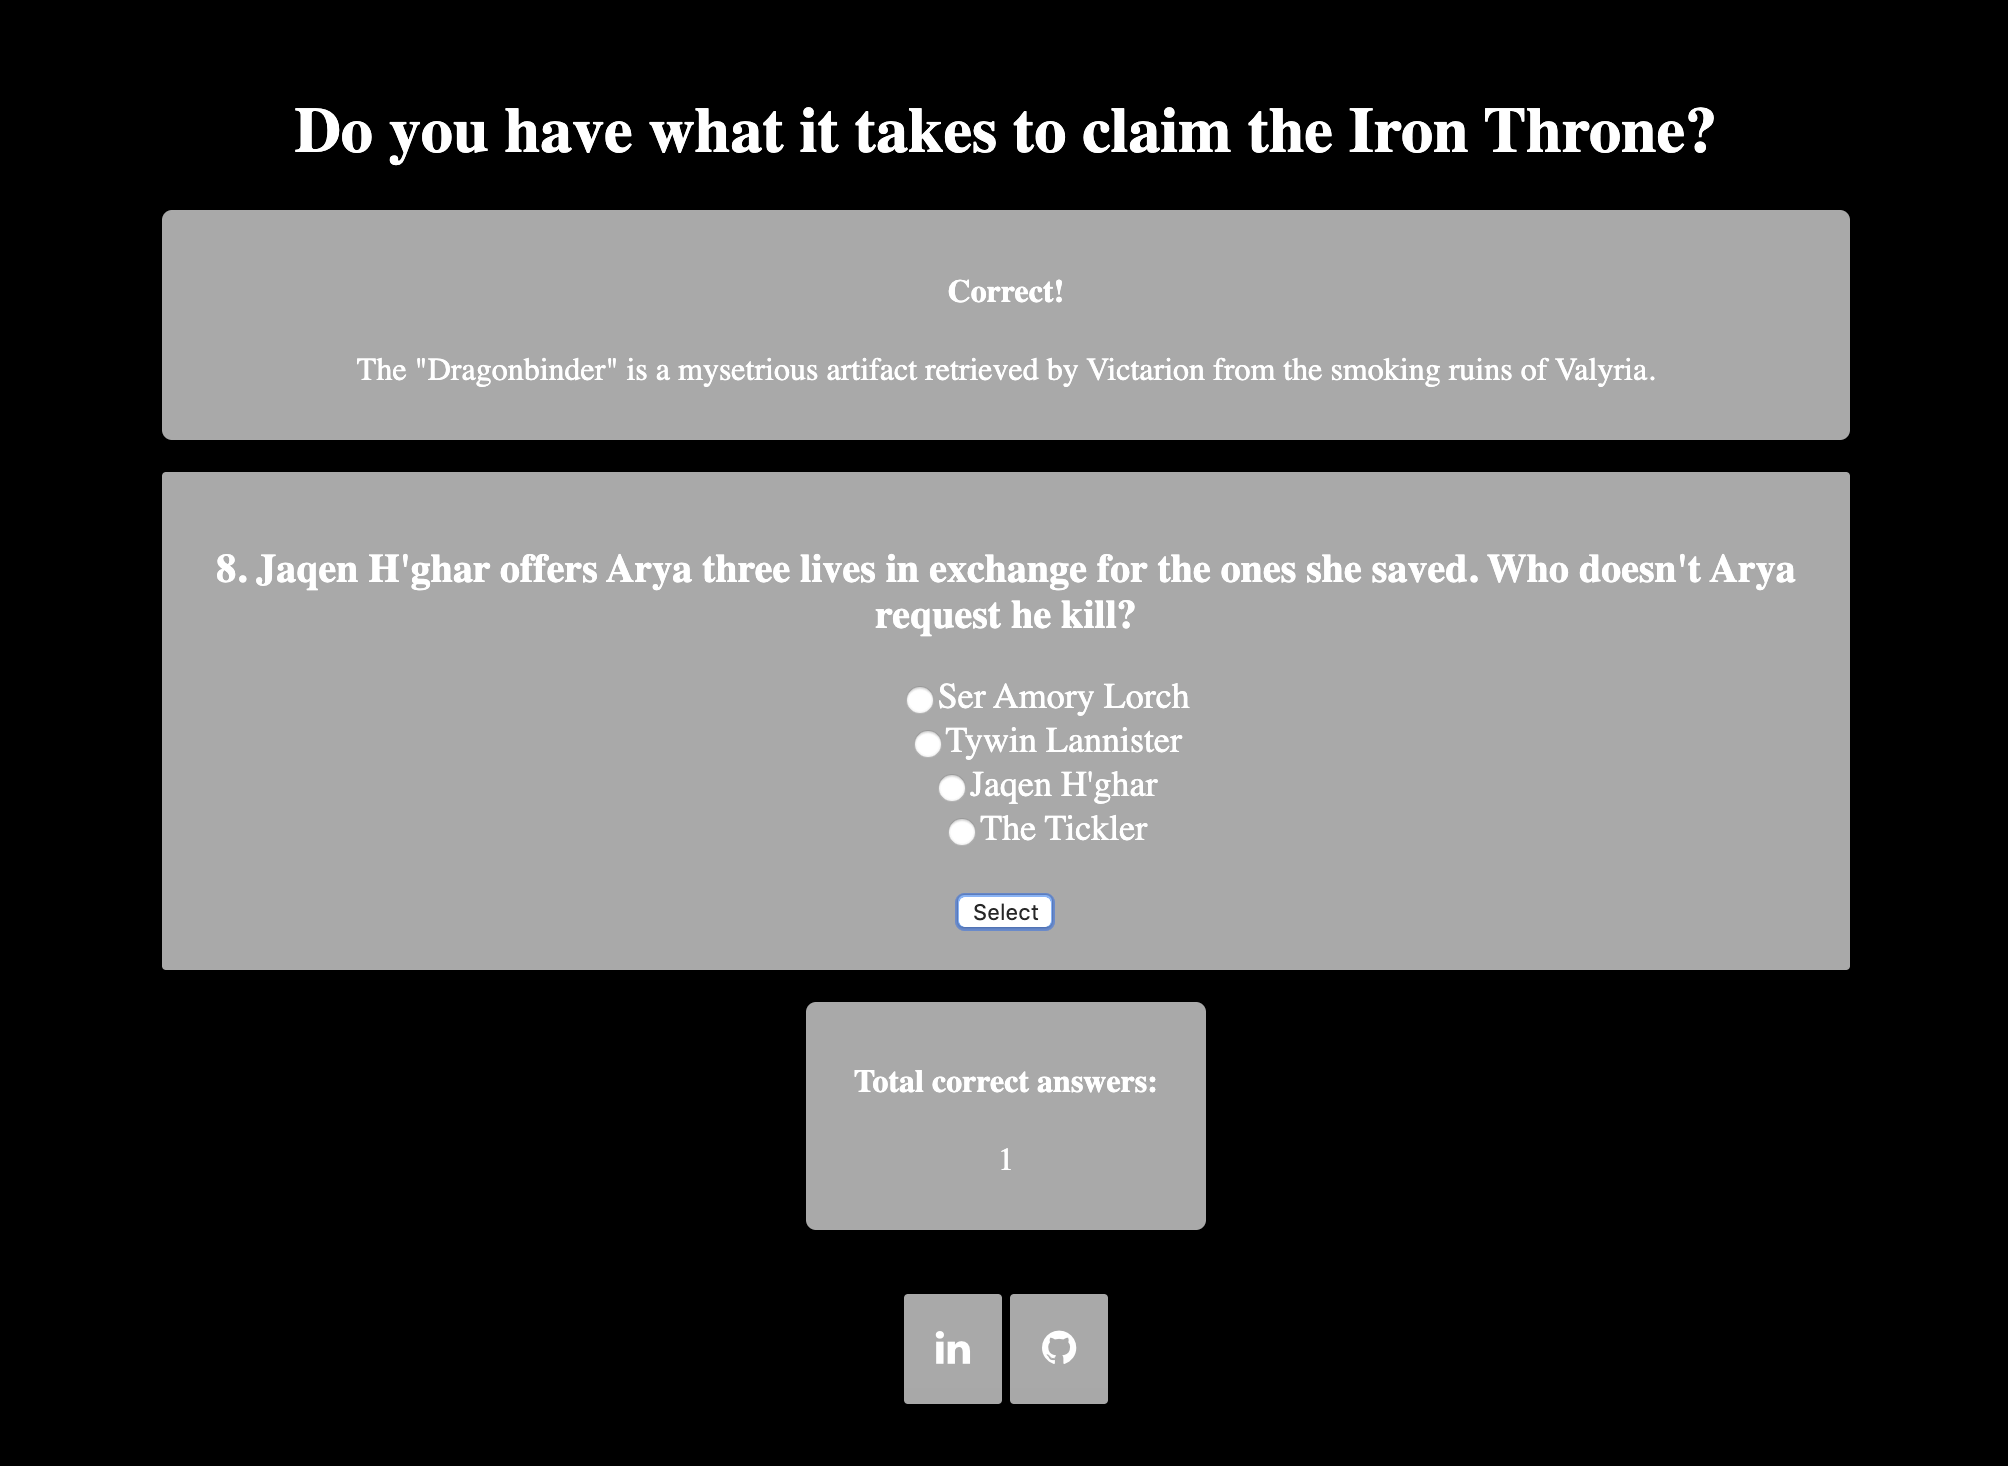 Do you have what it takes to claim the Iron Throne?
Correct!
The "Dragonbinder" is a mysetrious artifact retrieved by Victarion from the smoking ruins of Valyria.
8. Jaqen H'ghar offers Arya three lives in exchange for the ones she saved. Who doesn't Arya
request he kill?
Ser Amory Lorch
Tywin Lannister
Jaqen H'ghar
The Tickler
Select
Total correct answers:
1
in